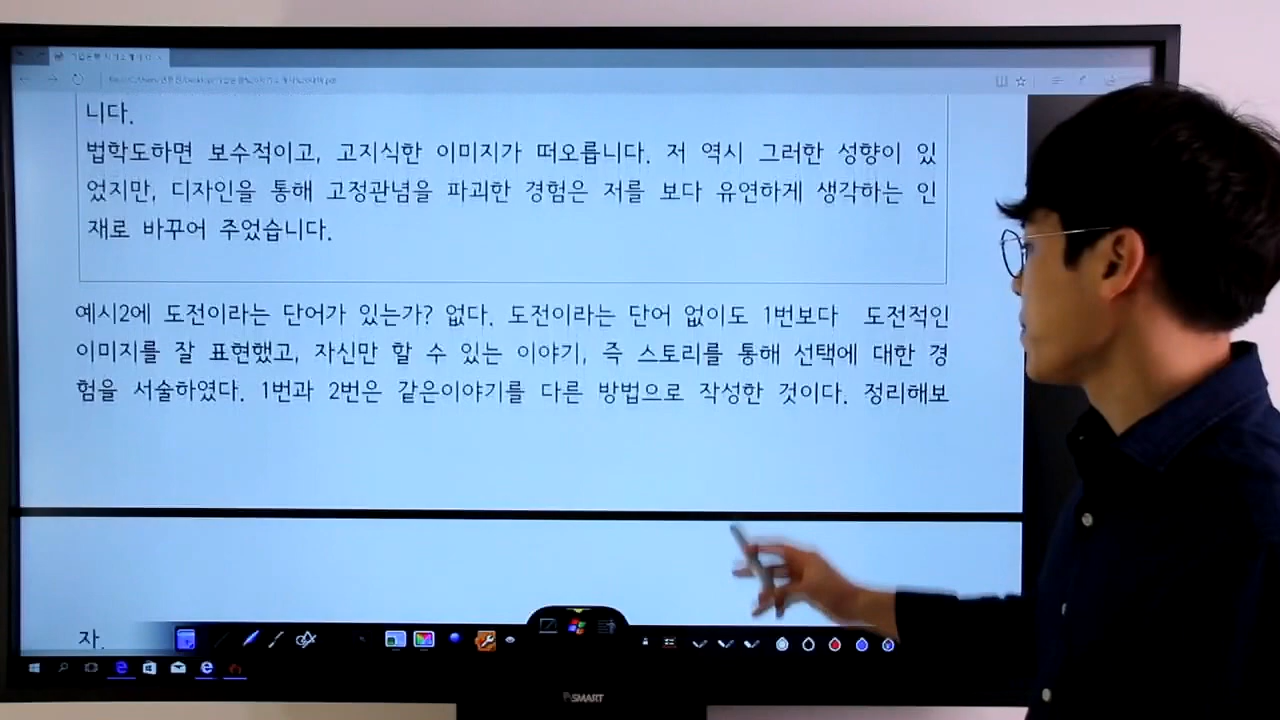 니다.
법학도하면 보수적이고, 고지식한 이미지가 떠오릅니다. 저 역시 그러한 성향이 있
었지만, 디자인을 통해 고정관념을 파괴한 경험은 저를 보다 유연하게 생각하는 인
재로 바꾸어 주었습니다.
예시2에 도전이라는 단어가 있는가? 없다. 도전이라는 단어 없이도 1번보다 도전적인
이미지를 잘 표현했고, 자신만 할 수 있는 이야기, 즉 스토리를 통해 선택에 대한 경
험을 서술하였다. 1번과 2번은 같은이야기를 다른 방법으로 작성한 것이다. 정리해보
자.
SMART